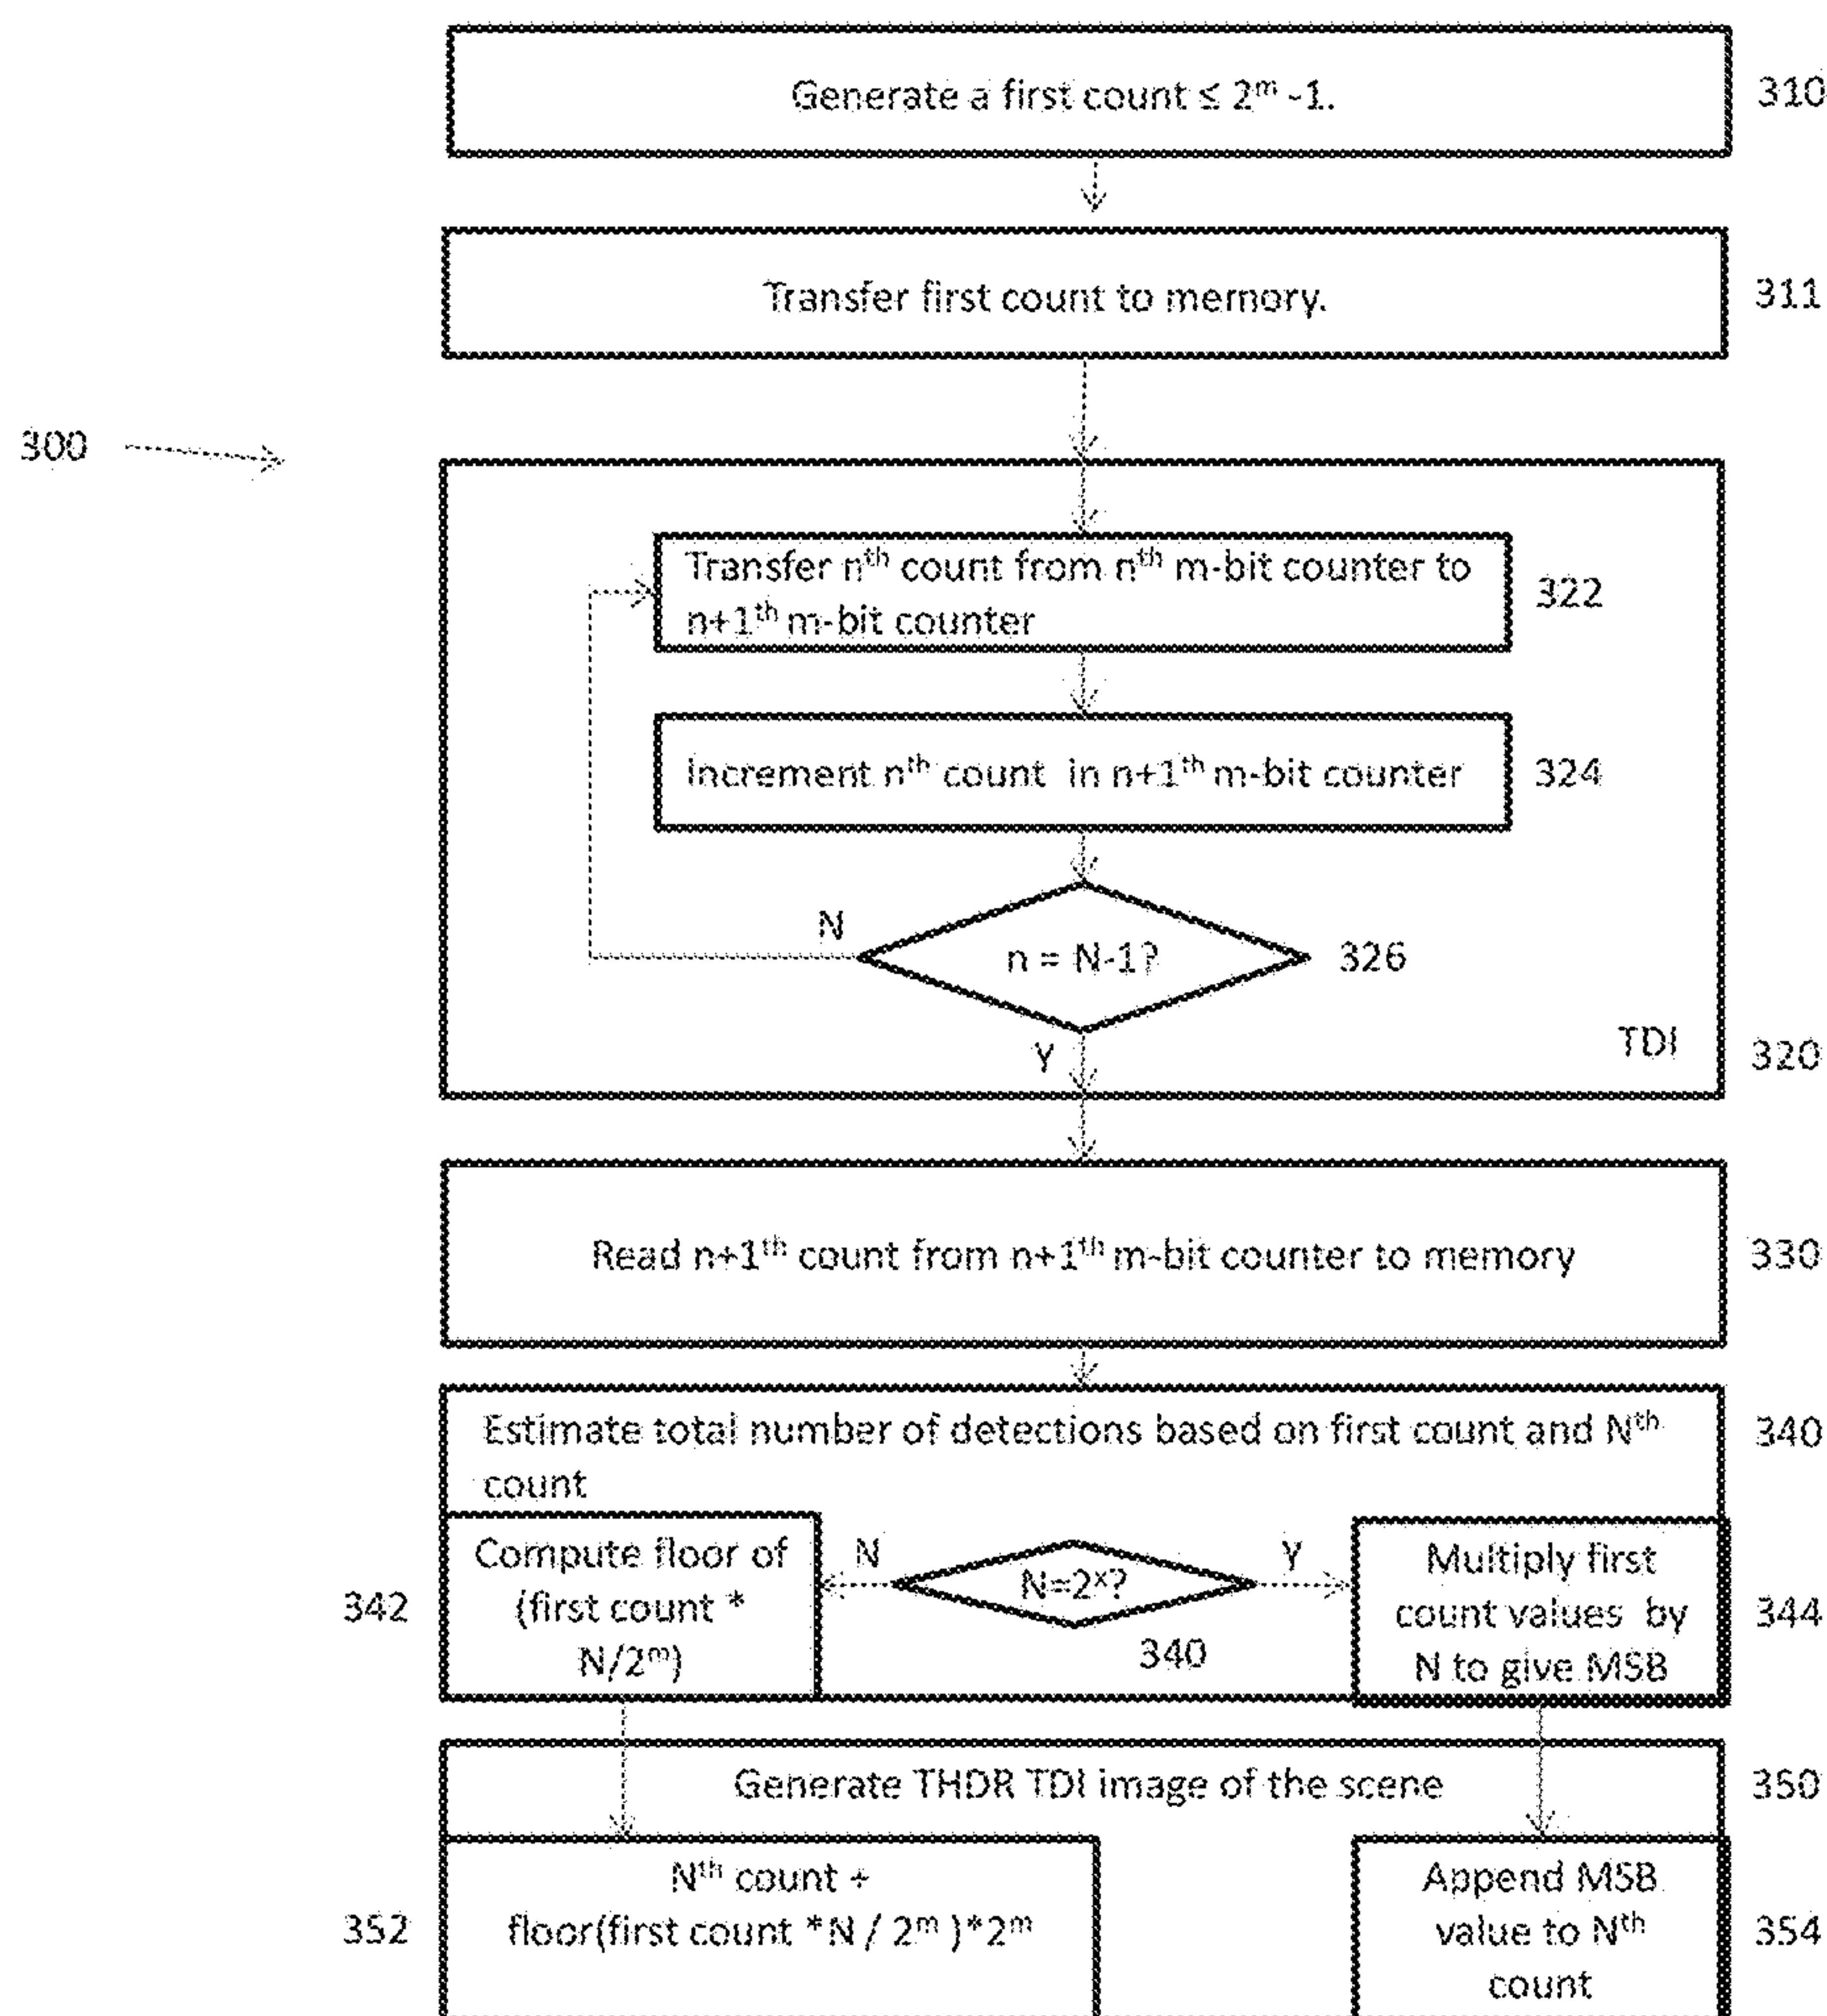 Generate a first count ≤ 2ᵐ -1.
310
Transfer first count to memory.
311
300
Transfer nᵗʰ count from nᵗʰ m-bit counter to
n+1ᵗʰ m-bit counter
322
Increment nᵗʰ count in n+1ᵗʰ m-bit counter
324
N
n = N-1?
326
Y
TDI
320
Read n+1ᵗʰ count from n+1ᵗʰ m-bit counter to memory
330
Estimate total number of detections based on first count and Nᵗʰ
count
340
Compute floor of
(first count *
N/2ᵐ)
342
N
N=2ˣ?
Y
340
Multiply first
count values by
N to give MSB
344
Generate THDR TDI image of the scene
350
Nᵗʰ count +
floor(first count *N / 2ᵐ )*2ᵐ
352
Append MSB
value to Nᵗʰ
count
354